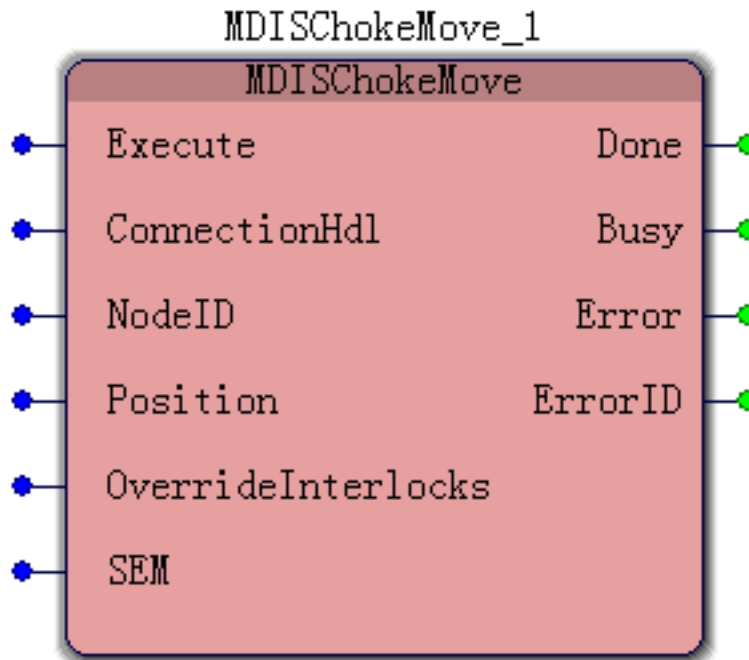 MDISChokeMove_1
MDISChokeMove
Execute Done
ConnectionHdl Busy
NodeID Error
Position ErrorID
OverrideInterlocks
SEM